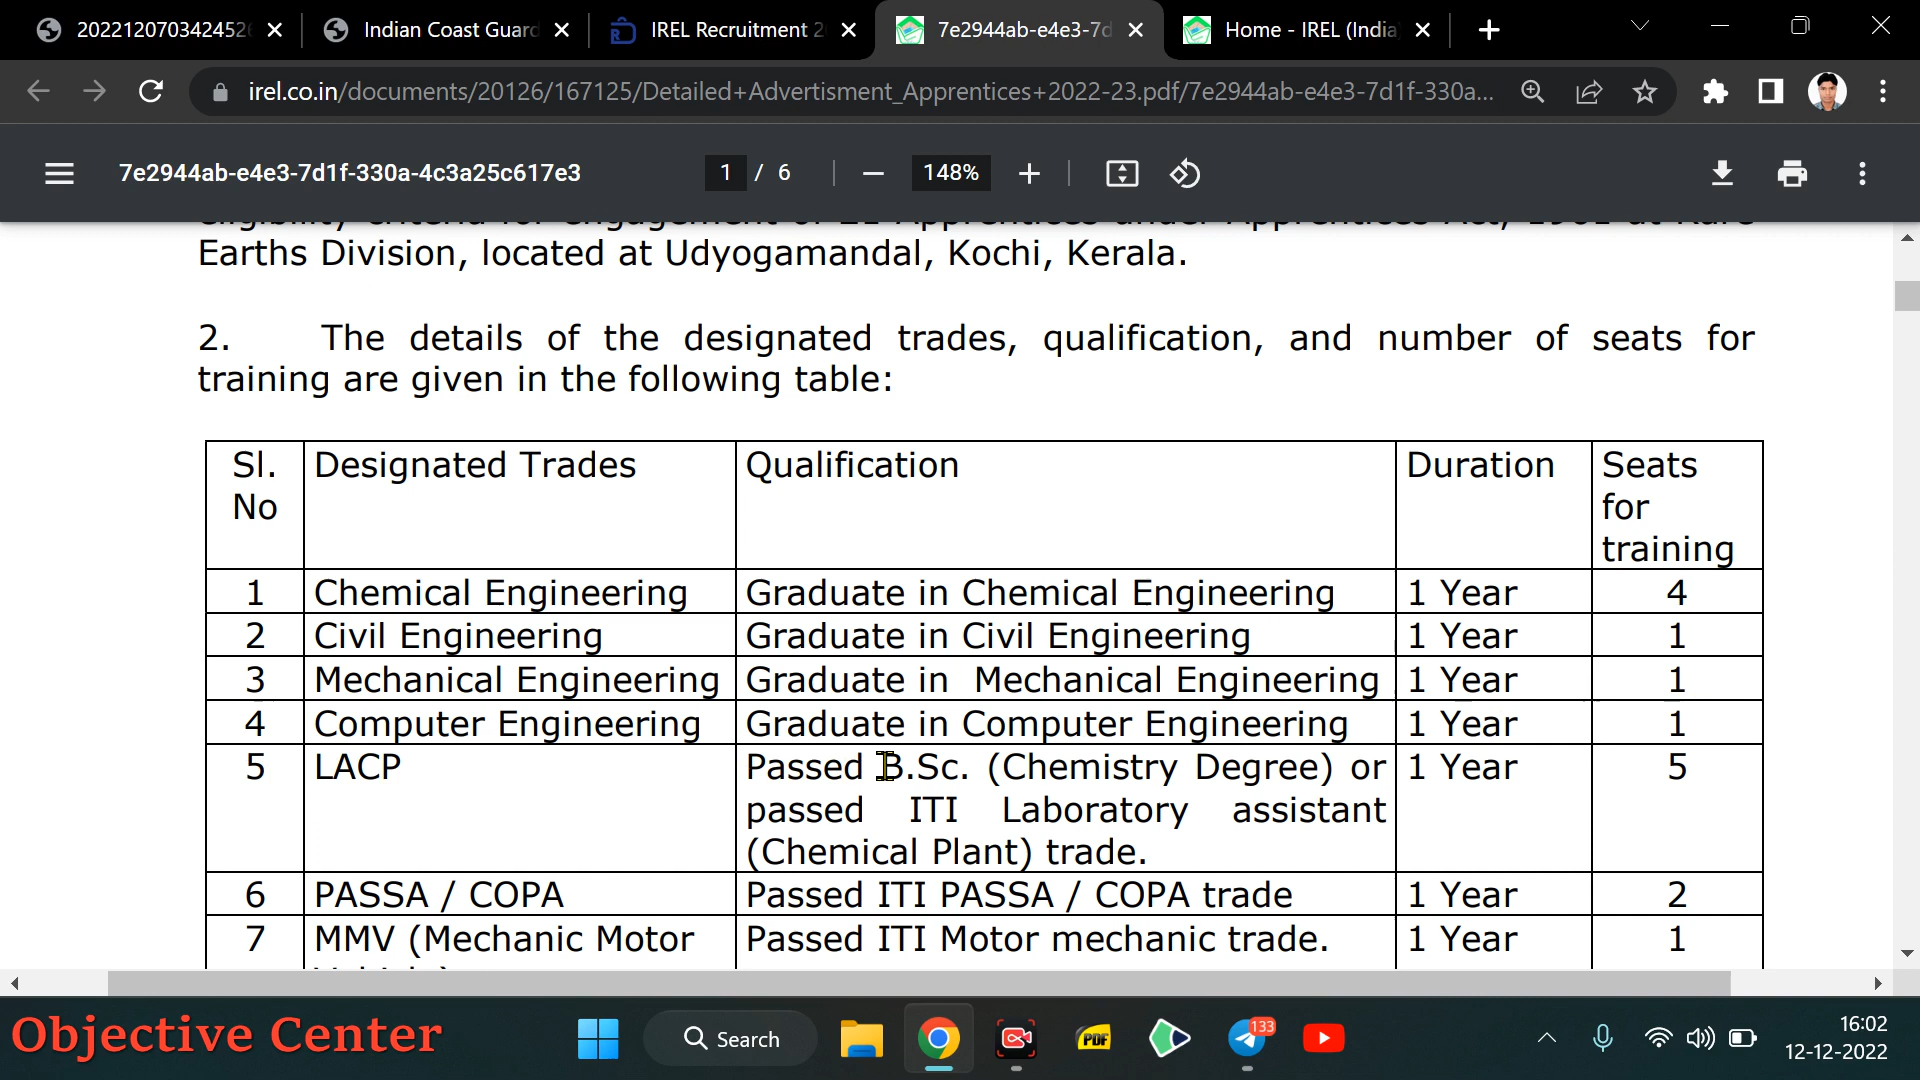 2022120703424526
Indian Coast Guard
IREL Recruitment 2
7e2944ab-e4e3-7d
Home - IREL (India
irel.co.in/documents/20126/167125/Detailed+Advertisment_Apprentices+2022-23.pdf/7e2944ab-e4e3-7d1f-330a...
7e2944ab-e4e3-7d1f-330a-4c3a25c617e3
1 / 6
148%
Earths Division, located at Udyogamandal, Kochi, Kerala.
2. The details of the designated trades, qualification, and number of seats for
training are given in the following table:
Sl. No Designated Trades Qualification Duration Seats for training
1 Chemical Engineering Graduate in Chemical Engineering 1 Year 4
2 Civil Engineering Graduate in Civil Engineering 1 Year 1
3 Mechanical Engineering Graduate in Mechanical Engineering 1 Year 1
4 Computer Engineering Graduate in Computer Engineering 1 Year 1
5 LACP Passed B.Sc. (Chemistry Degree) or 1 Year 5
passed ITI Laboratory assistant
(Chemical Plant) trade.
6 PASSA / COPA Passed ITI PASSA / COPA trade 1 Year 2
7 MMV (Mechanic Motor Passed ITI Motor mechanic trade. 1 Year 1
Objective Center
Search
PDF
133
16:02
12-12-2022